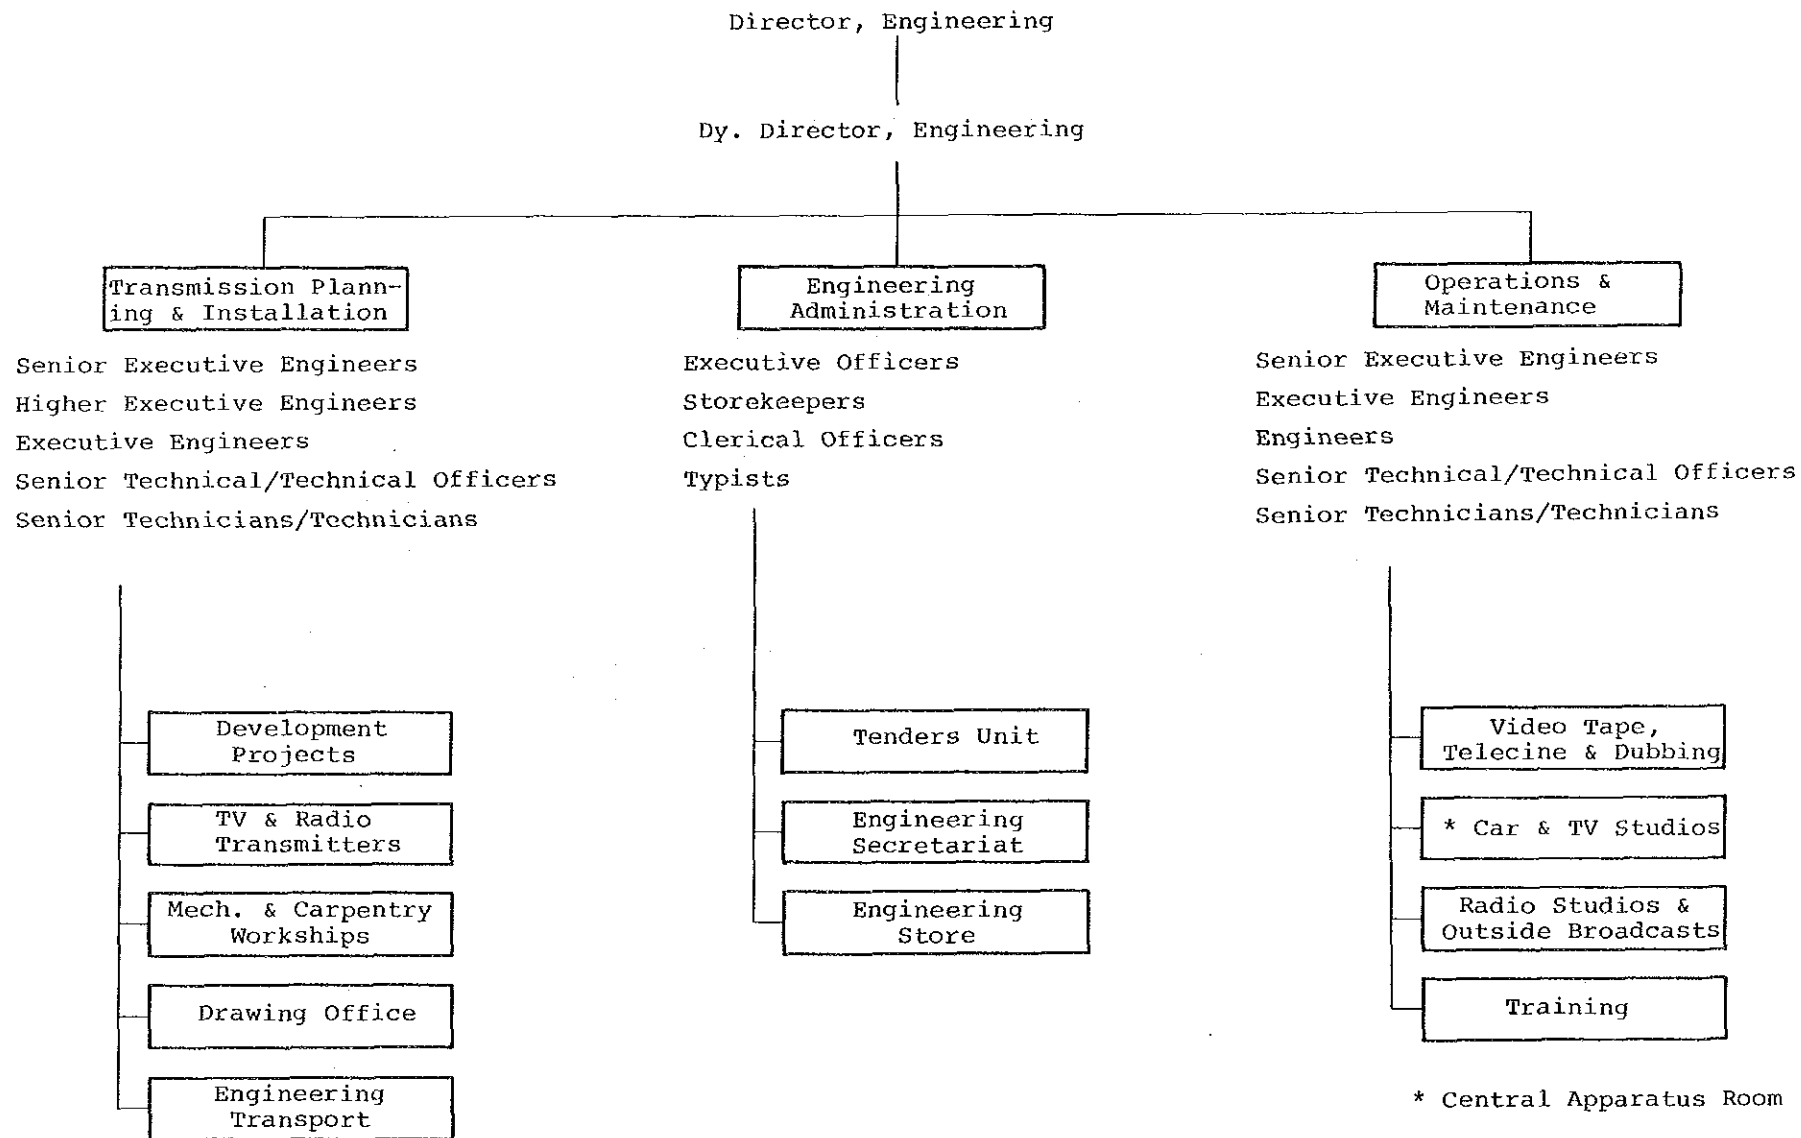 Director, Engineering
Dy. Director, Engineering
Transmission Plann-
ing & Installation
Senior Executive Engineers
Higher Executive Engineers
Executive Engineers
Senior Technical/Technical Officers
Senior Technicians/Technicians
Development
Projects
TV & Radio
Transmitters
Mech. & Carpentry
Workships
Drawing Office
Engineering
Transport
Engineering
Administration
Executive Officers
Storekeepers
Clerical Officers
Typists
Tenders Unit
Engineering
Secretariat
Engineering
Store
Operations &
Maintenance
Senior Executive Engineers
Executive Engineers
Engineers
Senior Technical/Technical Officers
Senior Technicians/Technicians
Video Tape,
Telecine & Dubbing
* Car & TV Studios
Radio Studios &
Outside Broadcasts
Training
* Central Apparatus Room